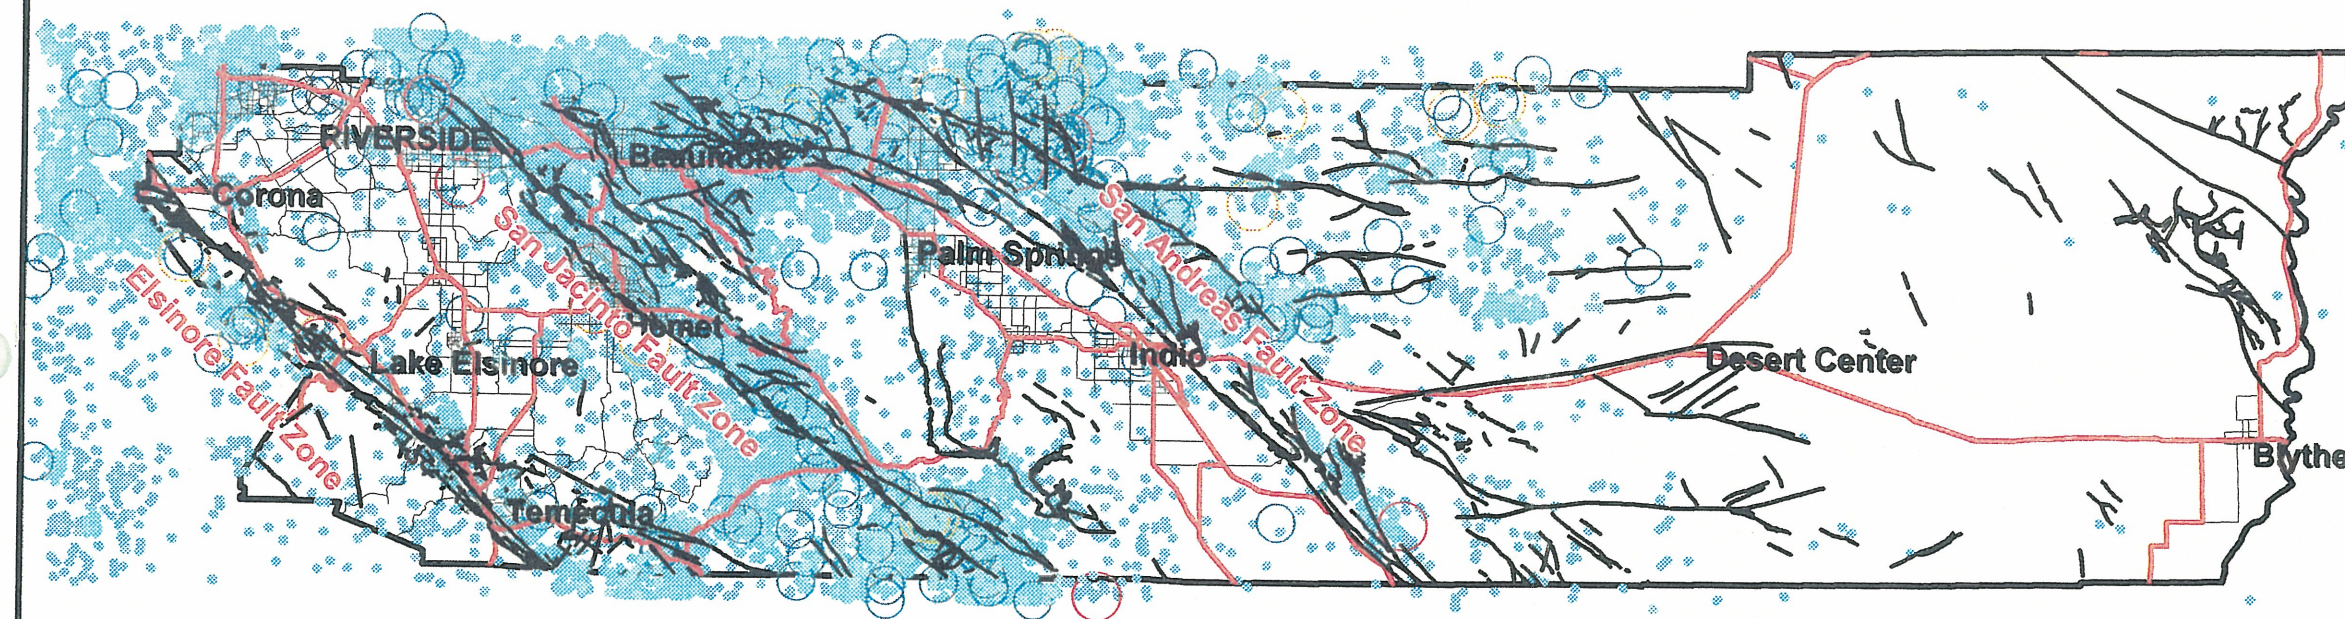 RIVERSIDE
Beaumont
Corona
San Andreas Fault Zone
San Jacinto Fault Zone
Palm Springs
Elsinore Fault Zone
Hemet
Lake Elsinore
Indio
Desert Center
Blythe
Temecula